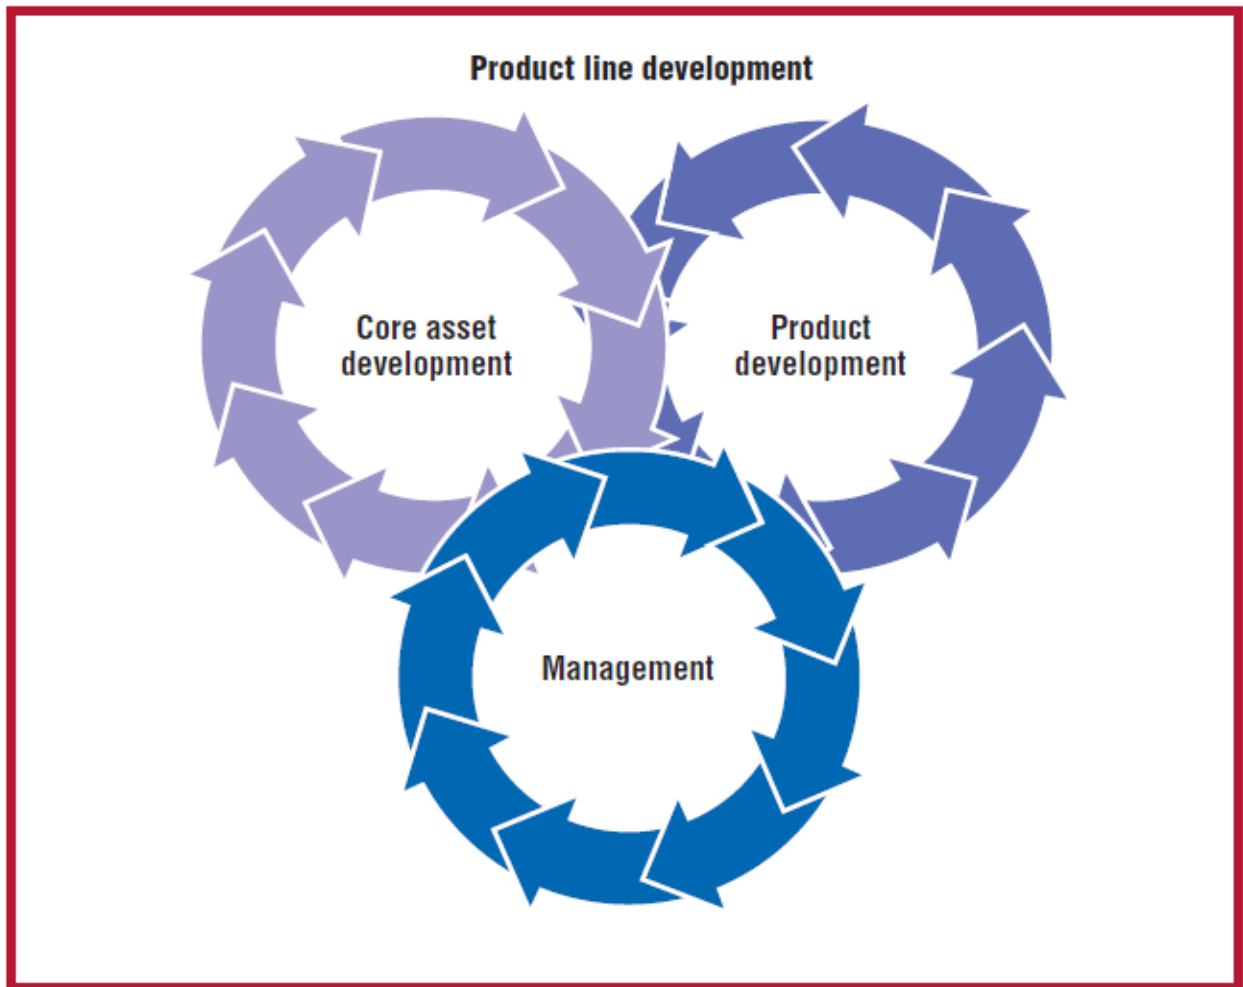 Product line development
Core asset
development
Product
development
Management